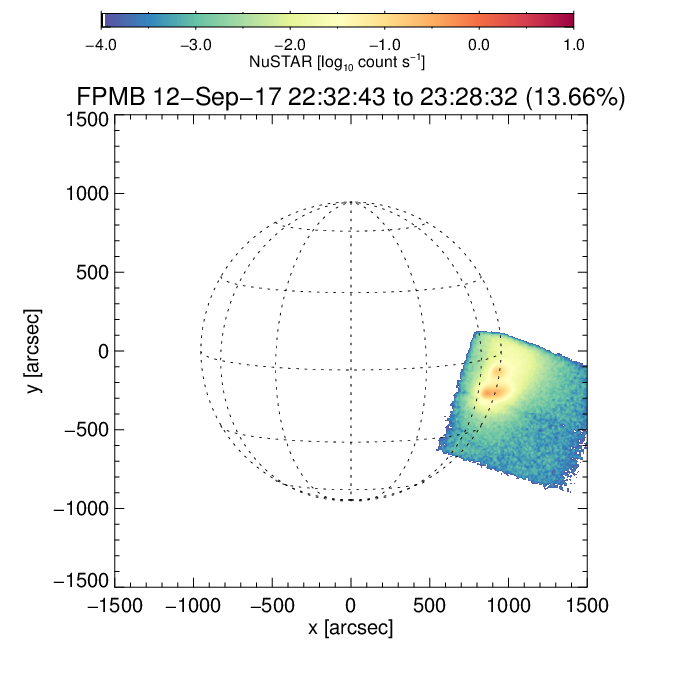 −4.0 −3.0 −2.0 −1.0 0.0 1.0
NuSTAR [log₁₀ count s⁻¹]
FPMB 12−Sep−17 22:32:43 to 23:28:32 (13.66%)
1500
1000
500
0
−500
−1000
−1500
y [arcsec]
−1500 −1000 −500 0 500 1000 1500
x [arcsec]